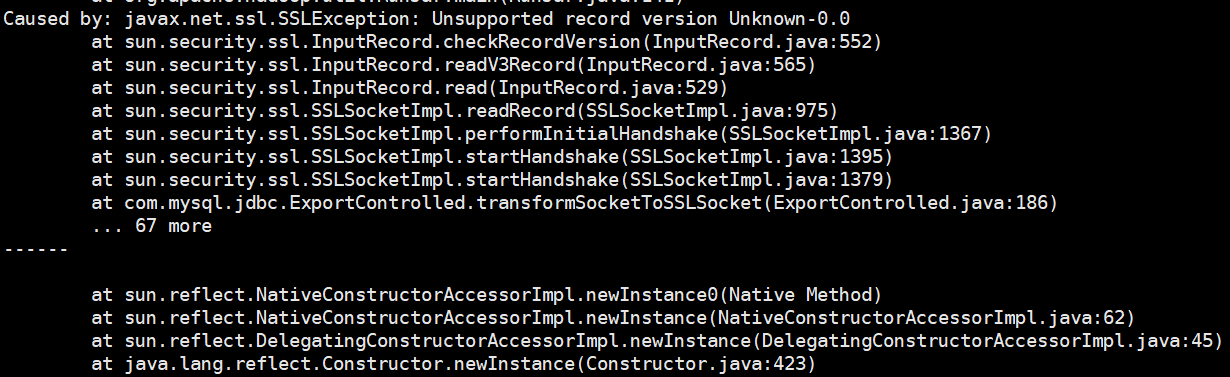 Caused by: javax.net.ssl.SSLException: Unsupported record version Unknown-0.0
at sun.security.ssl.InputRecord.checkRecordVersion(InputRecord.java:552)
at sun.security.ssl.InputRecord.readV3Record(InputRecord.java:565)
at sun.security.ssl.InputRecord.read(InputRecord.java:529)
at sun.security.ssl.SSLSocketImpl.readRecord(SSLSocketImpl.java:975)
at sun.security.ssl.SSLSocketImpl.performInitialHandshake(SSLSocketImpl.java:1367)
at sun.security.ssl.SSLSocketImpl.startHandshake(SSLSocketImpl.java:1395)
at sun.security.ssl.SSLSocketImpl.startHandshake(SSLSocketImpl.java:1379)
at com.mysql.jdbc.ExportControlled.transformSocketToSSLSocket(ExportControlled.java:186)
... 67 more
------
at sun.reflect.NativeConstructorAccessorImpl.newInstance0(Native Method)
at sun.reflect.NativeConstructorAccessorImpl.newInstance(NativeConstructorAccessorImpl.java:62)
at sun.reflect.DelegatingConstructorAccessorImpl.newInstance(DelegatingConstructorAccessorImpl.java:45)
at java.lang.reflect.Constructor.newInstance(Constructor.java:423)